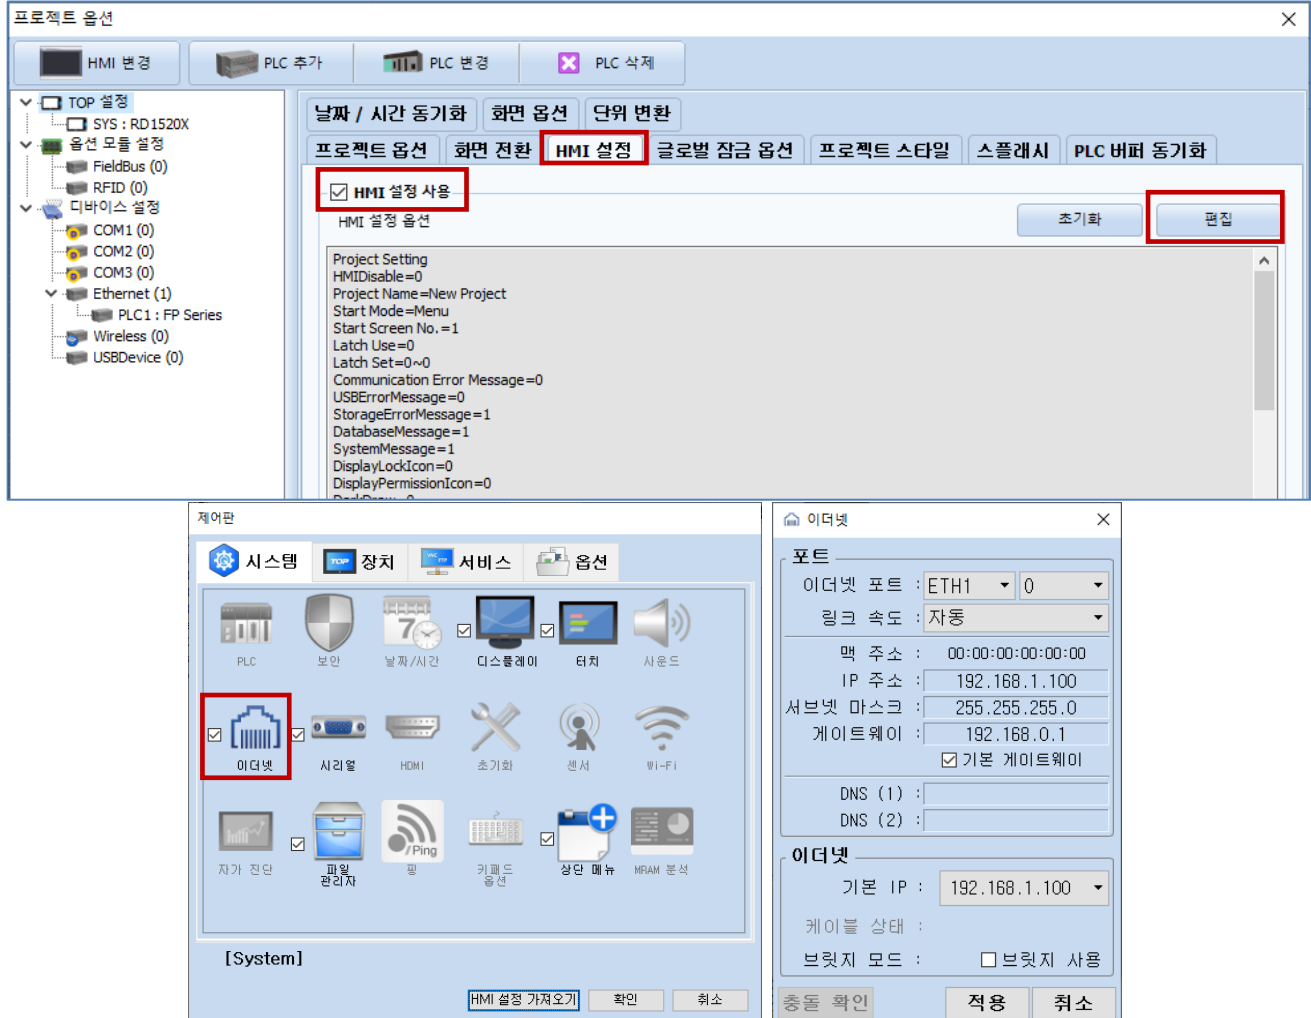 프로젝트 옵션
HMI 변경
PLC 추가
PLC 변경
PLC 삭제
TOP 설정
SYS : RD1520X
옵션 모듈 설정
FieldBus (0)
RFID (0)
디바이스 설정
COM1 (0)
COM2 (0)
COM3 (0)
Ethernet (1)
PLC1 : FP Series
Wireless (0)
USBDevice (0)
날짜 / 시간 동기화
화면 옵션
단위 변환
프로젝트 옵션
화면 전환
HMI 설정
글로벌 잠금 옵션
프로젝트 스타일
스플래시
PLC 버퍼 동기화
HMI 설정 사용
HMI 설정 옵션
초기화
편집
Project Setting
HMIDisable=0
Project Name=New Project
Start Mode=Menu
Start Screen No.=1
Latch Use=0
Latch Set=0~0
Communication Error Message=0
USBErrorMessage=0
StorageErrorMessage=1
DatabaseMessage=1
SystemMessage=1
DisplayLockIcon=0
DisplayPermissionIcon=0
제어판
시스템
TOP
장치
VNC
FTP
서비스
옵션
PLC
보안
7
날짜/시간
디스플레이
터치
사운드
이더넷
시리얼
HDMI
초기화
센서
Wi-Fi
자가 진단
파일
관리자
/Ping
핑
키패드
옵션
상단 메뉴
MRAM 분석
[System]
HMI 설정 가져오기
확인
취소
이더넷
포트
이더넷 포트 : ETH1 0
링크 속도 : 자동
맥 주소 : 00:00:00:00:00:00
IP 주소 : 192.168.1.100
서브넷 마스크 : 255.255.255.0
게이트웨이 : 192.168.0.1
기본 게이트웨이
DNS (1) :
DNS (2) :
이더넷
기본 IP : 192.168.1.100
케이블 상태 :
브릿지 모드 : 브릿지 사용
충돌 확인
적용
취소